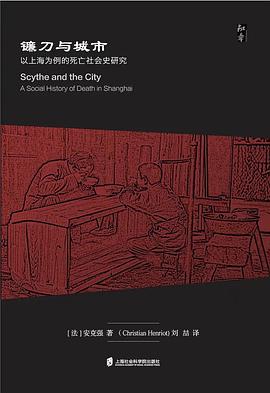 镰刀与城市
以上海为例的死亡社会史研究
Scythe and the City
A Social History of Death in Shanghai
[法] 安克强 著 (Christian Henriot) 刘 喆 译
上海社会科学院出版社